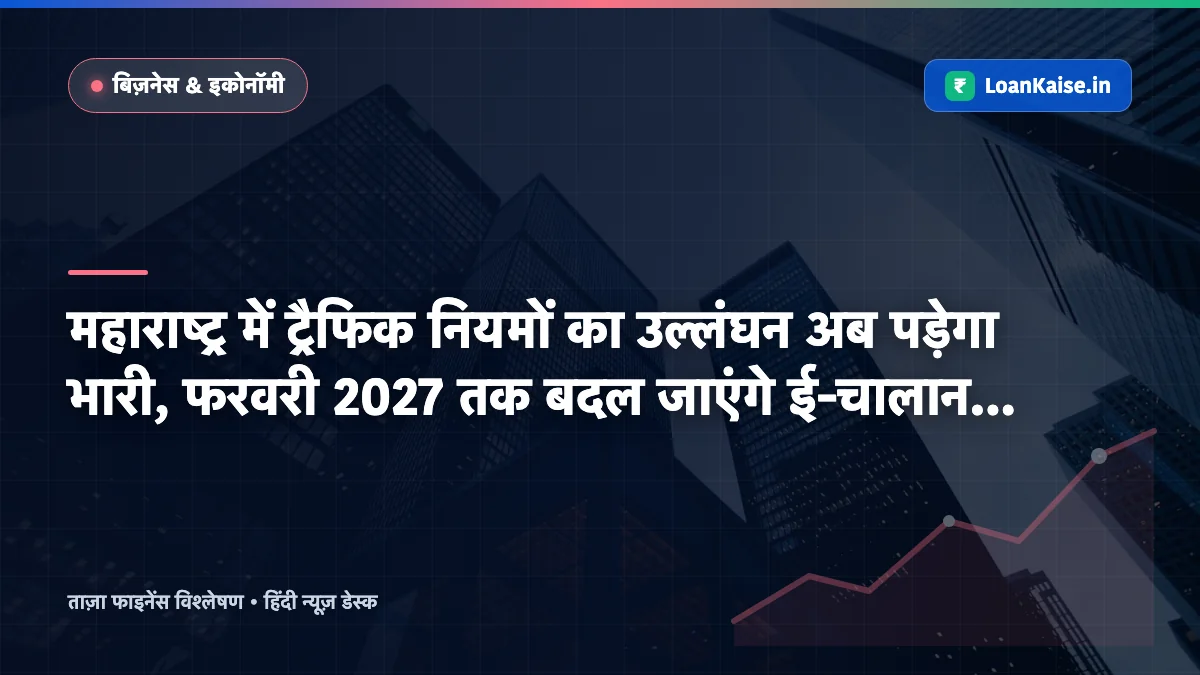 बिज़नेस & इकोनॉमी
₹ LoanKaise.in
महाराष्ट्र में ट्रैफिक नियमों का उल्लंघन अब पड़ेगा
भारी, फरवरी 2027 तक बदल जाएंगे ई-चालान...
ताज़ा फाइनेंस विश्लेषण • हिंदी न्यूज़ डेस्क